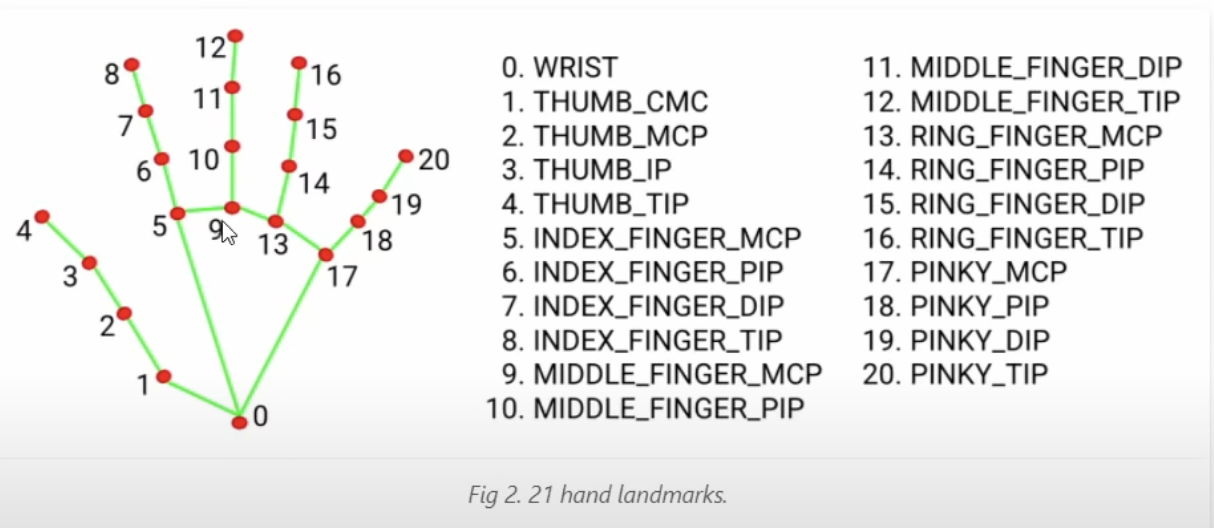 12
8
16
11
7
15
10
20
6
14
19
4
5
9
18
13
3
17
2
1
0
0. WRIST
1. THUMB_CMC
2. THUMB_MCP
3. THUMB_IP
4. THUMB_TIP
5. INDEX_FINGER_MCP
6. INDEX_FINGER_PIP
7. INDEX_FINGER_DIP
8. INDEX_FINGER_TIP
9. MIDDLE_FINGER_MCP
10. MIDDLE_FINGER_PIP
11. MIDDLE_FINGER_DIP
12. MIDDLE_FINGER_TIP
13. RING_FINGER_MCP
14. RING_FINGER_PIP
15. RING_FINGER_DIP
16. RING_FINGER_TIP
17. PINKY_MCP
18. PINKY_PIP
19. PINKY_DIP
20. PINKY_TIP
Fig 2. 21 hand landmarks.